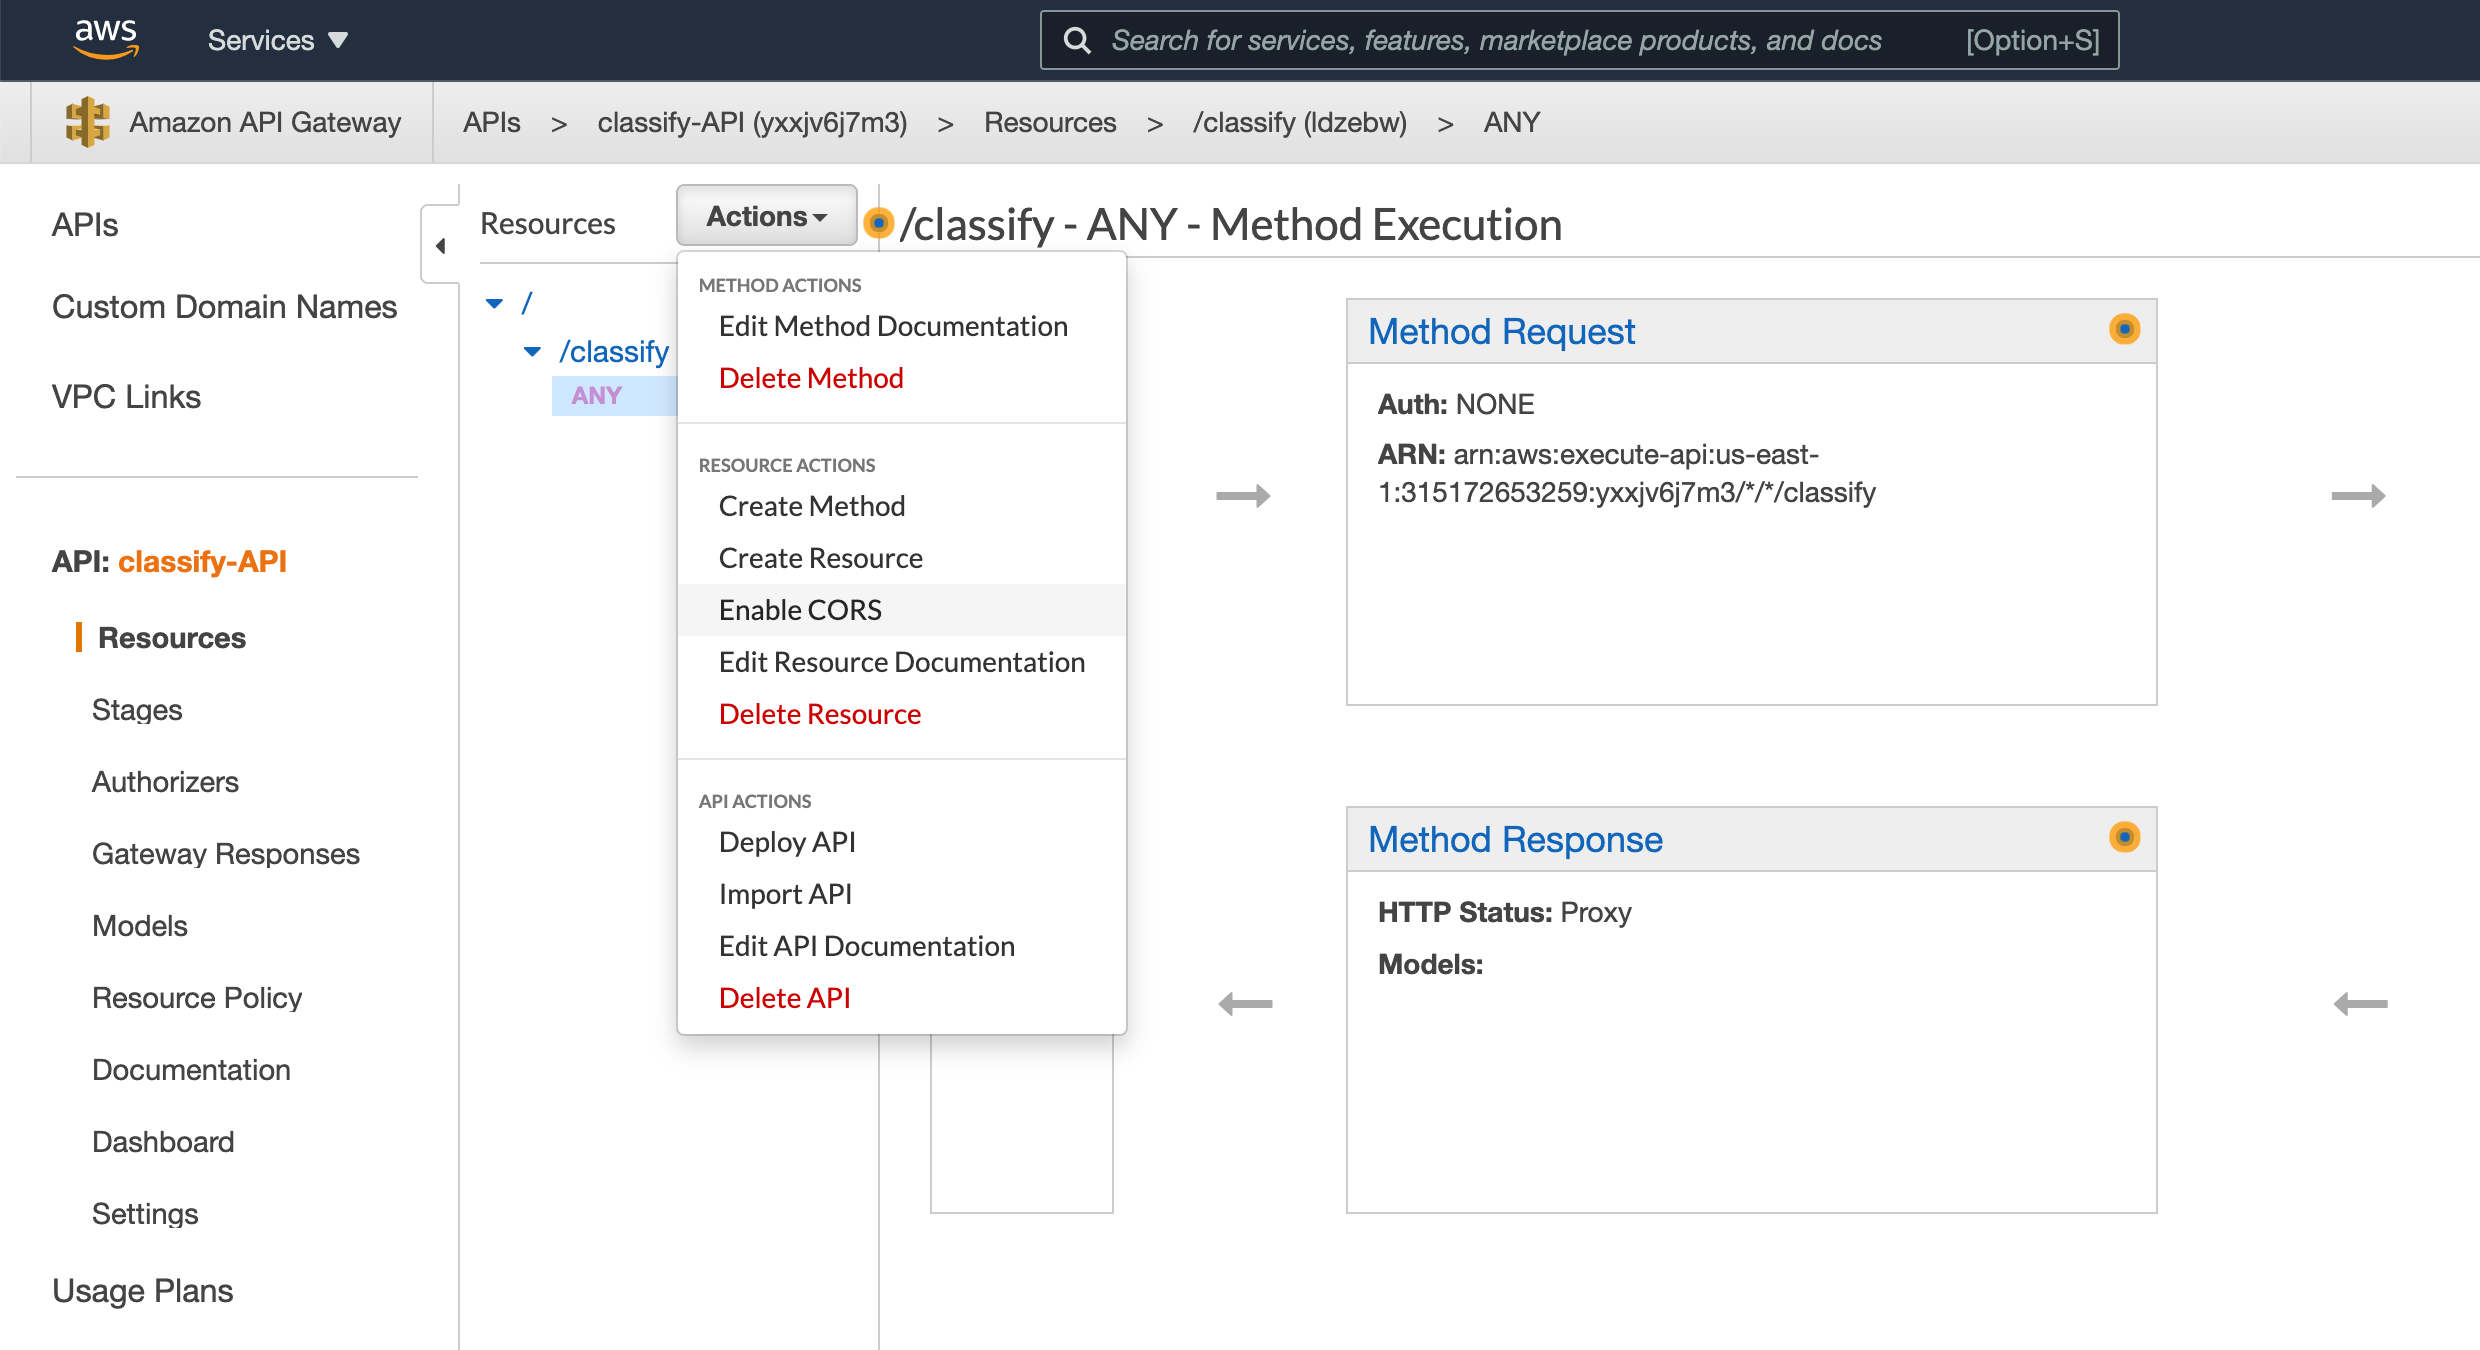 aws
Services
Search for services, features, marketplace products, and docs [Option+S]
Amazon API Gateway
APIs > classify-API (yxxjv6j7m3) > Resources > /classify (ldzebw) > ANY
APIs
Custom Domain Names
VPC Links
API: classify-API
Resources
Stages
Authorizers
Gateway Responses
Models
Resource Policy
Documentation
Dashboard
Settings
Usage Plans
Resources
Actions
/
/classify
ANY
METHOD ACTIONS
Edit Method Documentation
Delete Method
RESOURCE ACTIONS
Create Method
Create Resource
Enable CORS
Edit Resource Documentation
Delete Resource
API ACTIONS
Deploy API
Import API
Edit API Documentation
Delete API
/classify - ANY - Method Execution
Method Request
Auth: NONE
ARN: arn:aws:execute-api:us-east-
1:315172653259:yxxjv6j7m3/*/*/classify
Method Response
HTTP Status: Proxy
Models: